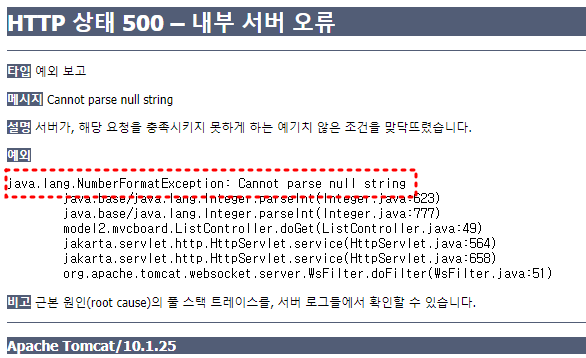 HTTP 상태 500 – 내부 서버 오류
타입 예외 보고
메시지 Cannot parse null string
설명 서버가, 해당 요청을 충족시키지 못하게 하는 예기치 않은 조건을 맞닥뜨렸습니다.
예외
java.lang.NumberFormatException: Cannot parse null string
java.base/java.lang.Integer.parseInt(Integer.java:623)
java.base/java.lang.Integer.parseInt(Integer.java:777)
model2.mvcboard.ListController.doGet(ListController.java:49)
jakarta.servlet.http.HttpServlet.service(HttpServlet.java:564)
jakarta.servlet.http.HttpServlet.service(HttpServlet.java:658)
org.apache.tomcat.websocket.server.WsFilter.doFilter(WsFilter.java:51)
비고 근본 원인(root cause)의 풀 스택 트레이스를, 서버 로그들에서 확인할 수 있습니다.
Apache Tomcat/10.1.25